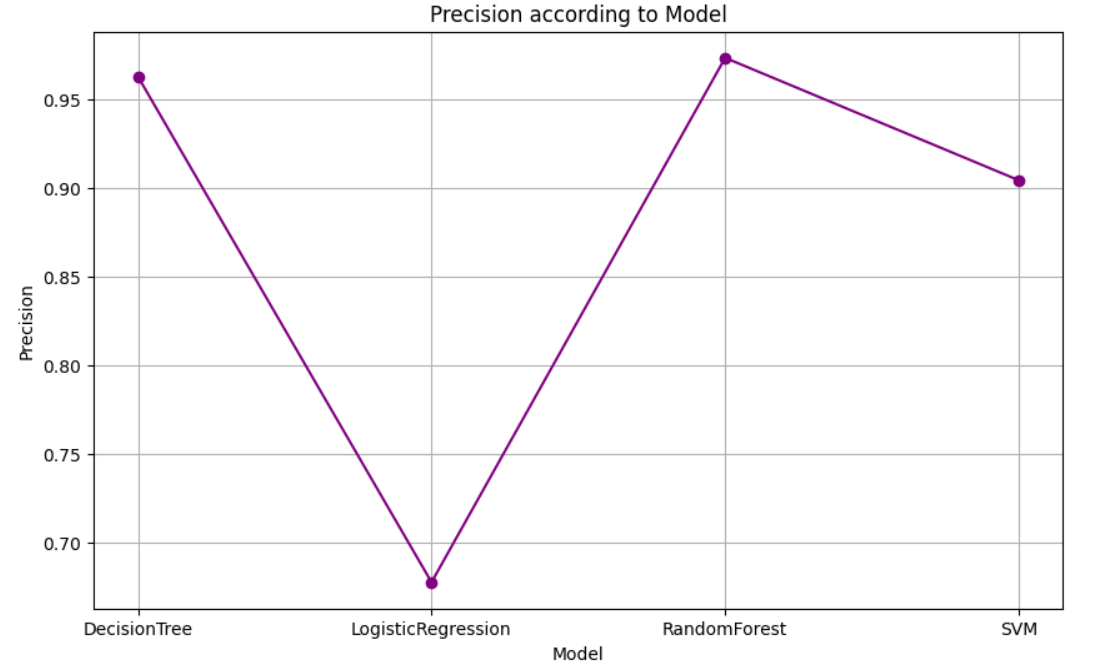 Precision according to Model
0.95
0.90
0.85
0.80
0.75
0.70
Precision
DecisionTree LogisticRegression RandomForest SVM
Model